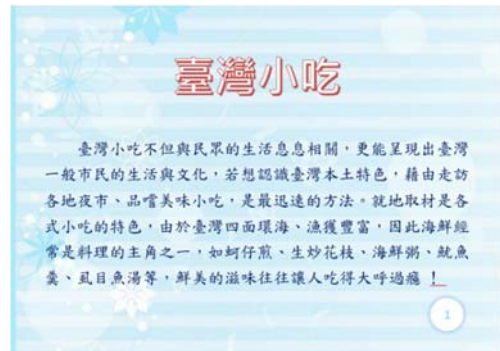 臺灣小吃
臺灣小吃不但與民眾的生活息息相關，更能呈現出臺灣
一般市民的生活與文化，若想認識臺灣本土特色，藉由走訪
各地夜市、品嚐美味小吃，是最迅速的方法。就地取材是各
式小吃的特色，由於臺灣四面環海、漁獲豐富，因此海鮮經
常是料理的主角之一，如蚵仔煎、生炒花枝、海鮮粥、魷魚
羹、虱目魚湯等，鮮美的滋味往往讓人吃得大呼過癮！
1